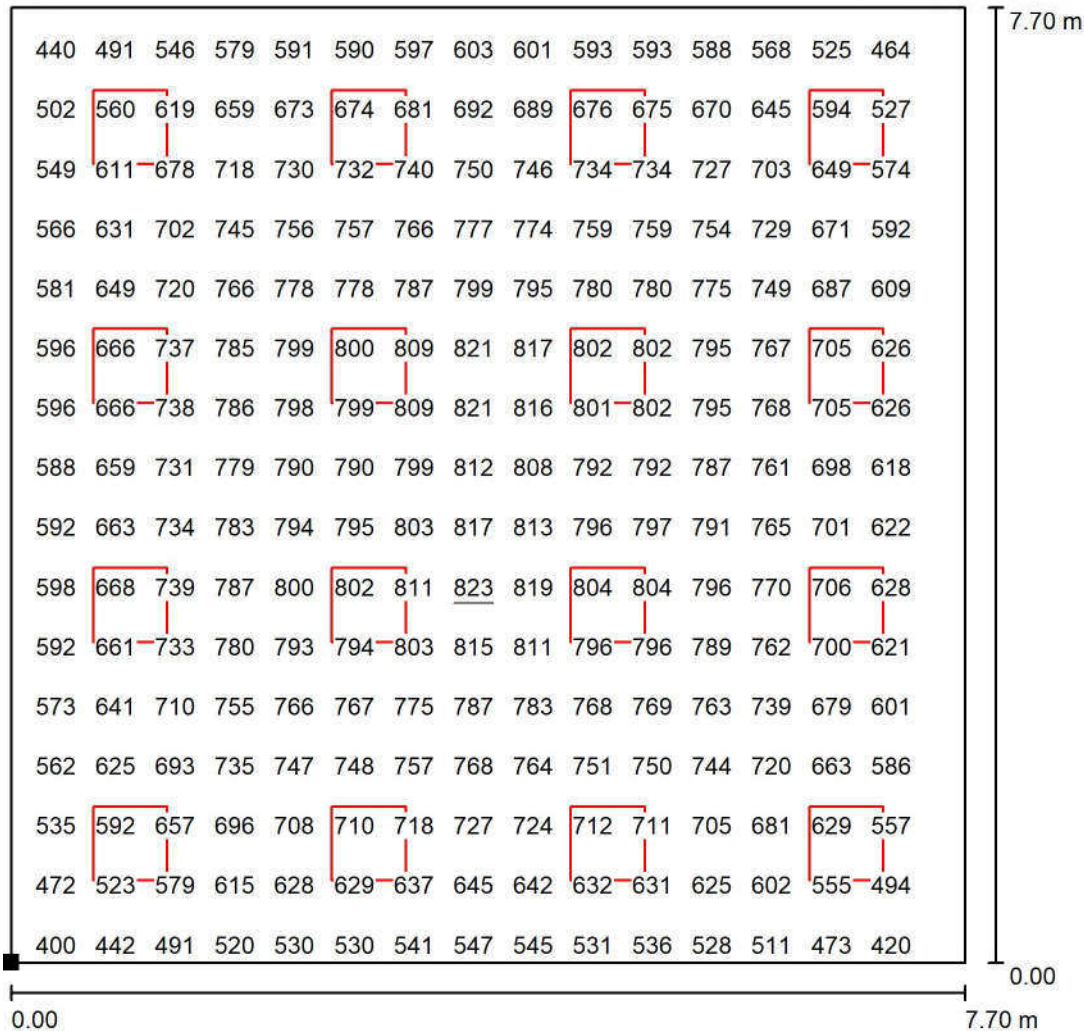 7.70 m
440 491 546 579 591 590 597 603 601 593 593 588 568 525 464
502 560 619 659 673 674 681 692 689 676 675 670 645 594 527
549 611 678 718 730 732 740 750 746 734 734 727 703 649 574
566 631 702 745 756 757 766 777 774 759 759 754 729 671 592
581 649 720 766 778 778 787 799 795 780 780 775 749 687 609
596 666 737 785 799 800 809 821 817 802 802 795 767 705 626
596 666 738 786 798 799 809 821 816 801 802 795 768 705 626
588 659 731 779 790 790 799 812 808 792 792 787 761 698 618
592 663 734 783 794 795 803 817 813 796 797 791 765 701 622
598 668 739 787 800 802 811 823 819 804 804 796 770 706 628
592 661 733 780 793 794 803 815 811 796 796 789 762 700 621
573 641 710 755 766 767 775 787 783 768 769 763 739 679 601
562 625 693 735 747 748 757 768 764 751 750 744 720 663 586
535 592 657 696 708 710 718 727 724 712 711 705 681 629 557
472 523 579 615 628 629 637 645 642 632 631 625 602 555 494
400 442 491 520 530 530 541 547 545 531 536 528 511 473 420
0.00
0.00 7.70 m